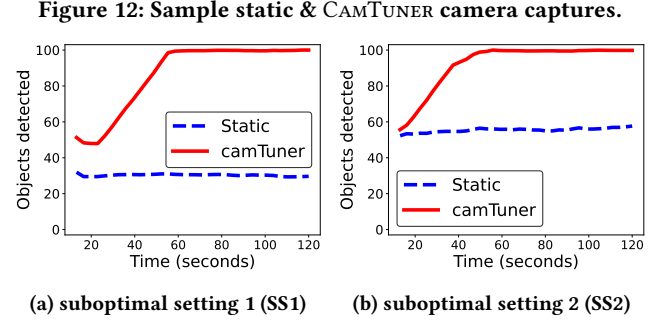 Figure 12: Sample static & CAMTUNER camera captures.
Objects detected
100
80
60
40
20
0
Static
camTuner
20 40 60 80 100 120
Time (seconds)
(a) suboptimal setting 1 (SS1)
Objects detected
100
80
60
40
20
0
Static
camTuner
20 40 60 80 100 120
Time (seconds)
(b) suboptimal setting 2 (SS2)